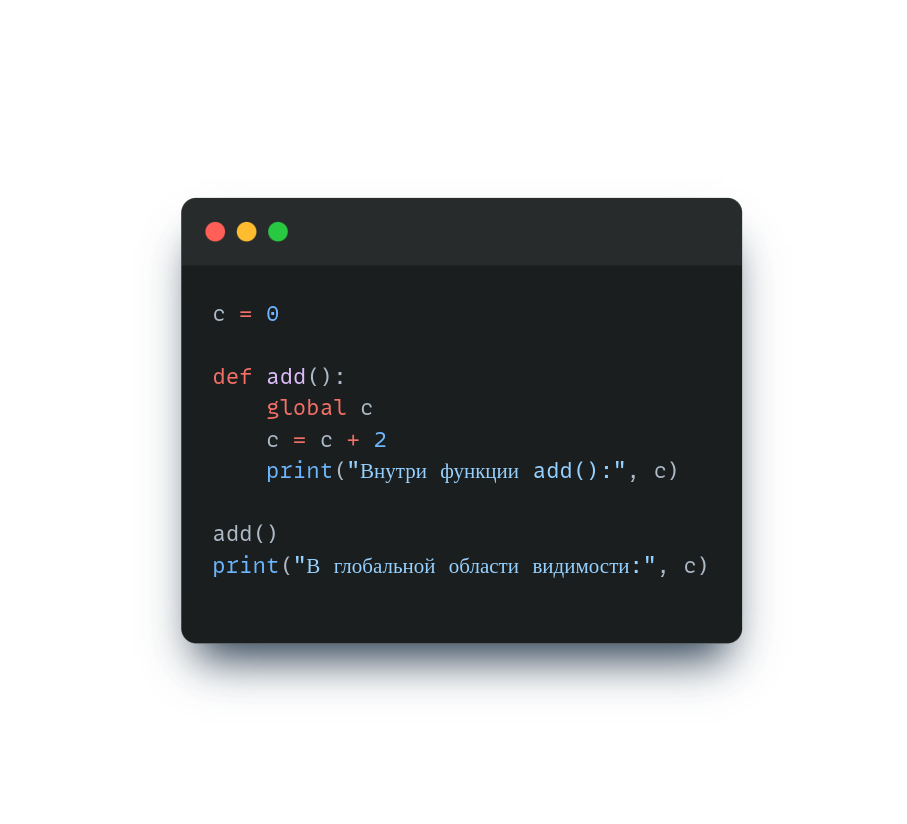 c = 0
def add():
    global c
    c = c + 2
    print("Внутри функции add():", c)
add()
print("В глобальной области видимости:", c)